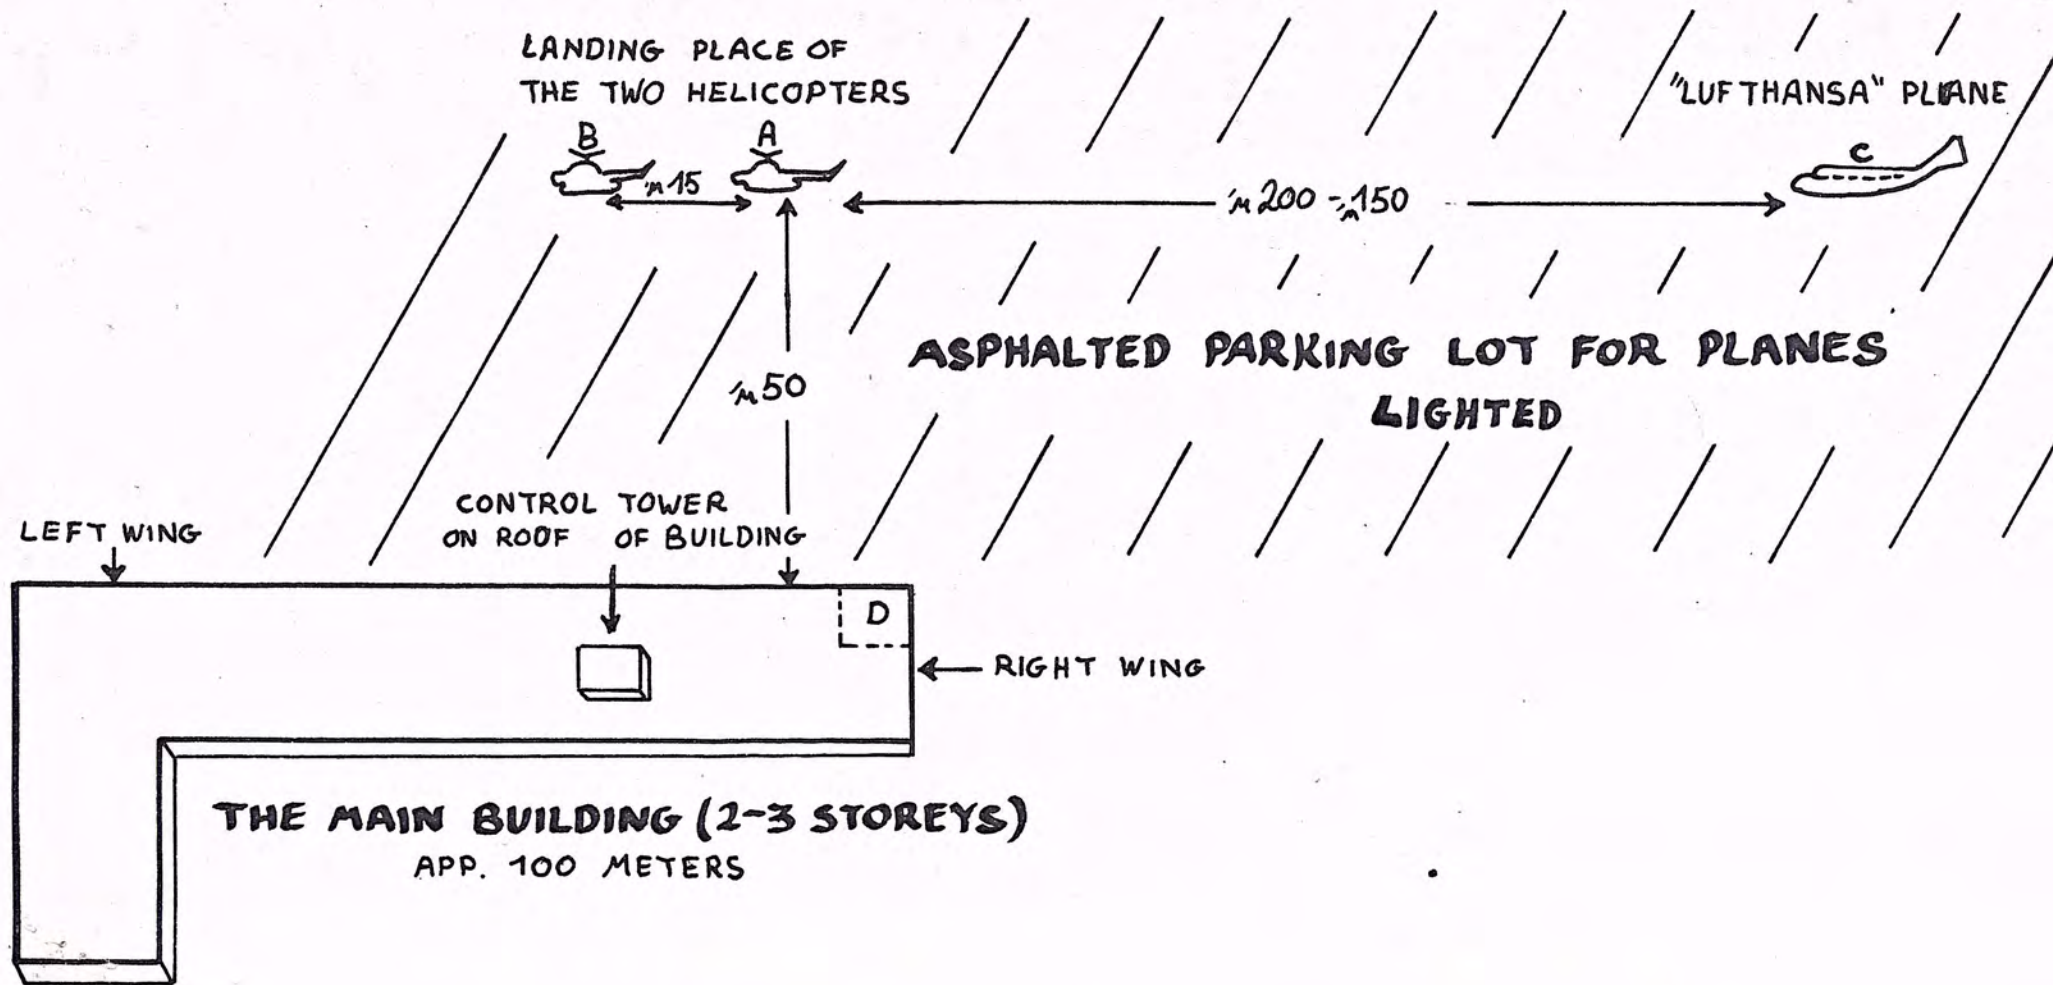 LANDING PLACE OF
THE TWO HELICOPTERS
"LUFTHANSA" PLANE
B
A
C
15 מ'
150 מ'- 200 מ'
ASPHALTED PARKING LOT FOR PLANES
LIGHTED
50 מ'
CONTROL TOWER
ON ROOF OF BUILDING
LEFT WING
D
RIGHT WING
THE MAIN BUILDING (2-3 STOREYS)
APP. 100 METERS